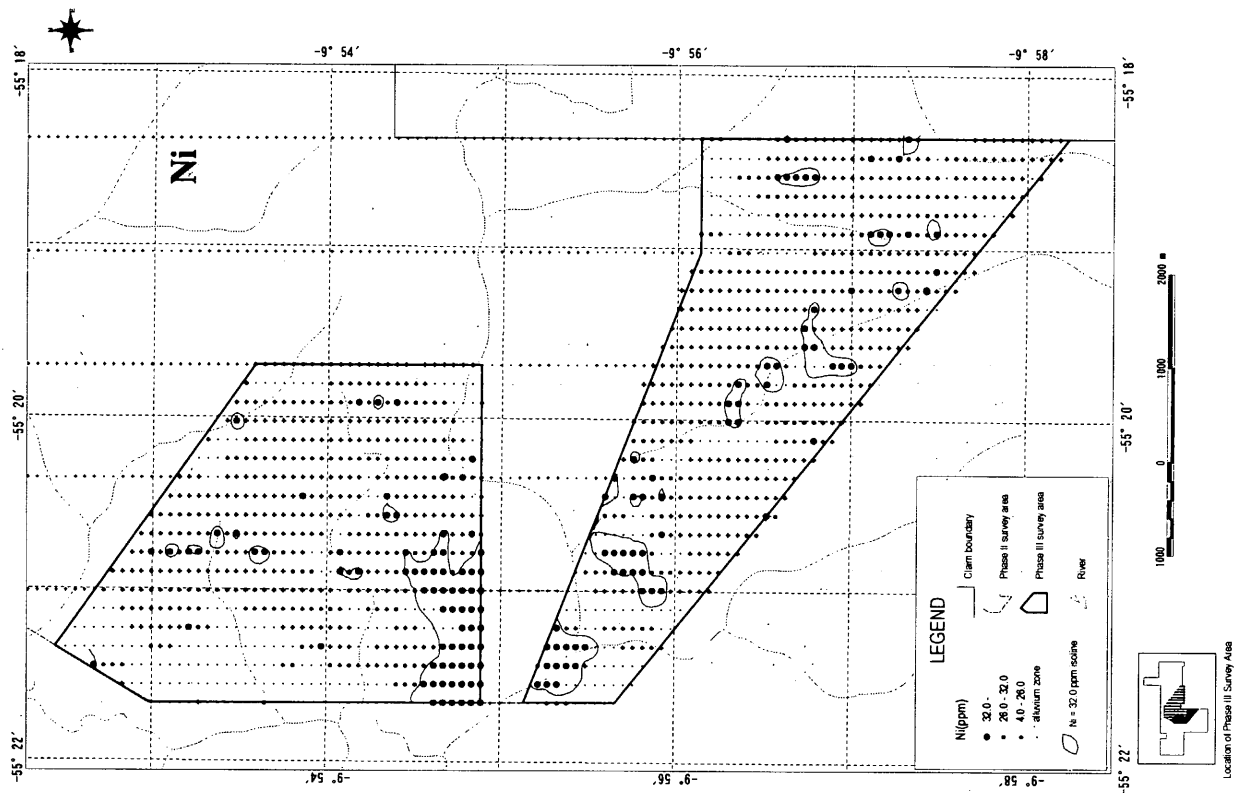 -55° 18′
-9° 54′
-9° 56′
-9° 58′
-55° 18′
Ni
-55° 20′
-55° 20′
-55° 22′
-9° 54′
-9° 56′
-9° 58′
-55° 22′
LEGEND
Ni(ppm)
32.0 -
26.0 - 32.0
4.0 - 26.0
alluvium zone
Ni = 32.0 ppm isoline
Claim boundary
Phase II survey area
Phase III survey area
River
1000
0
1000
2000 m
Location of Phase III Survey Area